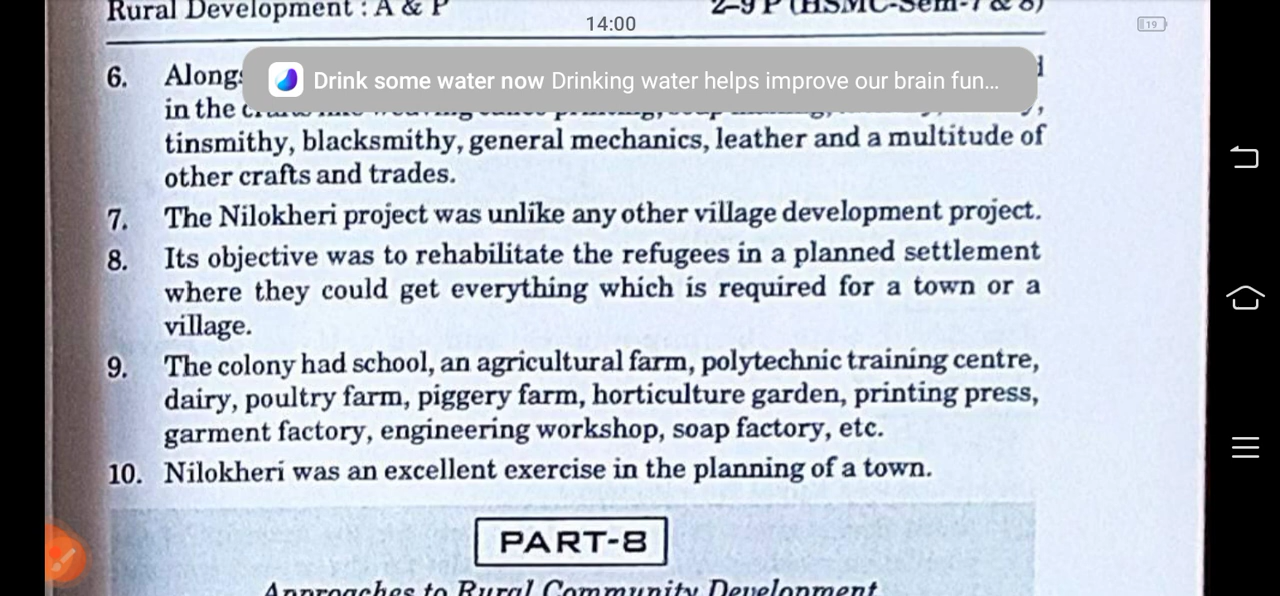 Rural Development : A & P
2-9 P (HSMC-Sem-7 & 8)
14:00
19
6. Alongs
Drink some water now Drinking water helps improve our brain fun...
in the
tinsmithy, blacksmithy, general mechanics, leather and a multitude of
other crafts and trades.
7. The Nilokheri project was unlike any other village development project.
8. Its objective was to rehabilitate the refugees in a planned settlement
where they could get everything which is required for a town or a
village.
9. The colony had school, an agricultural farm, polytechnic training centre,
dairy, poultry farm, piggery farm, horticulture garden, printing press,
garment factory, engineering workshop, soap factory, etc.
10. Nilokheri was an excellent exercise in the planning of a town.
PART-8
Approaches to Rural Community Development